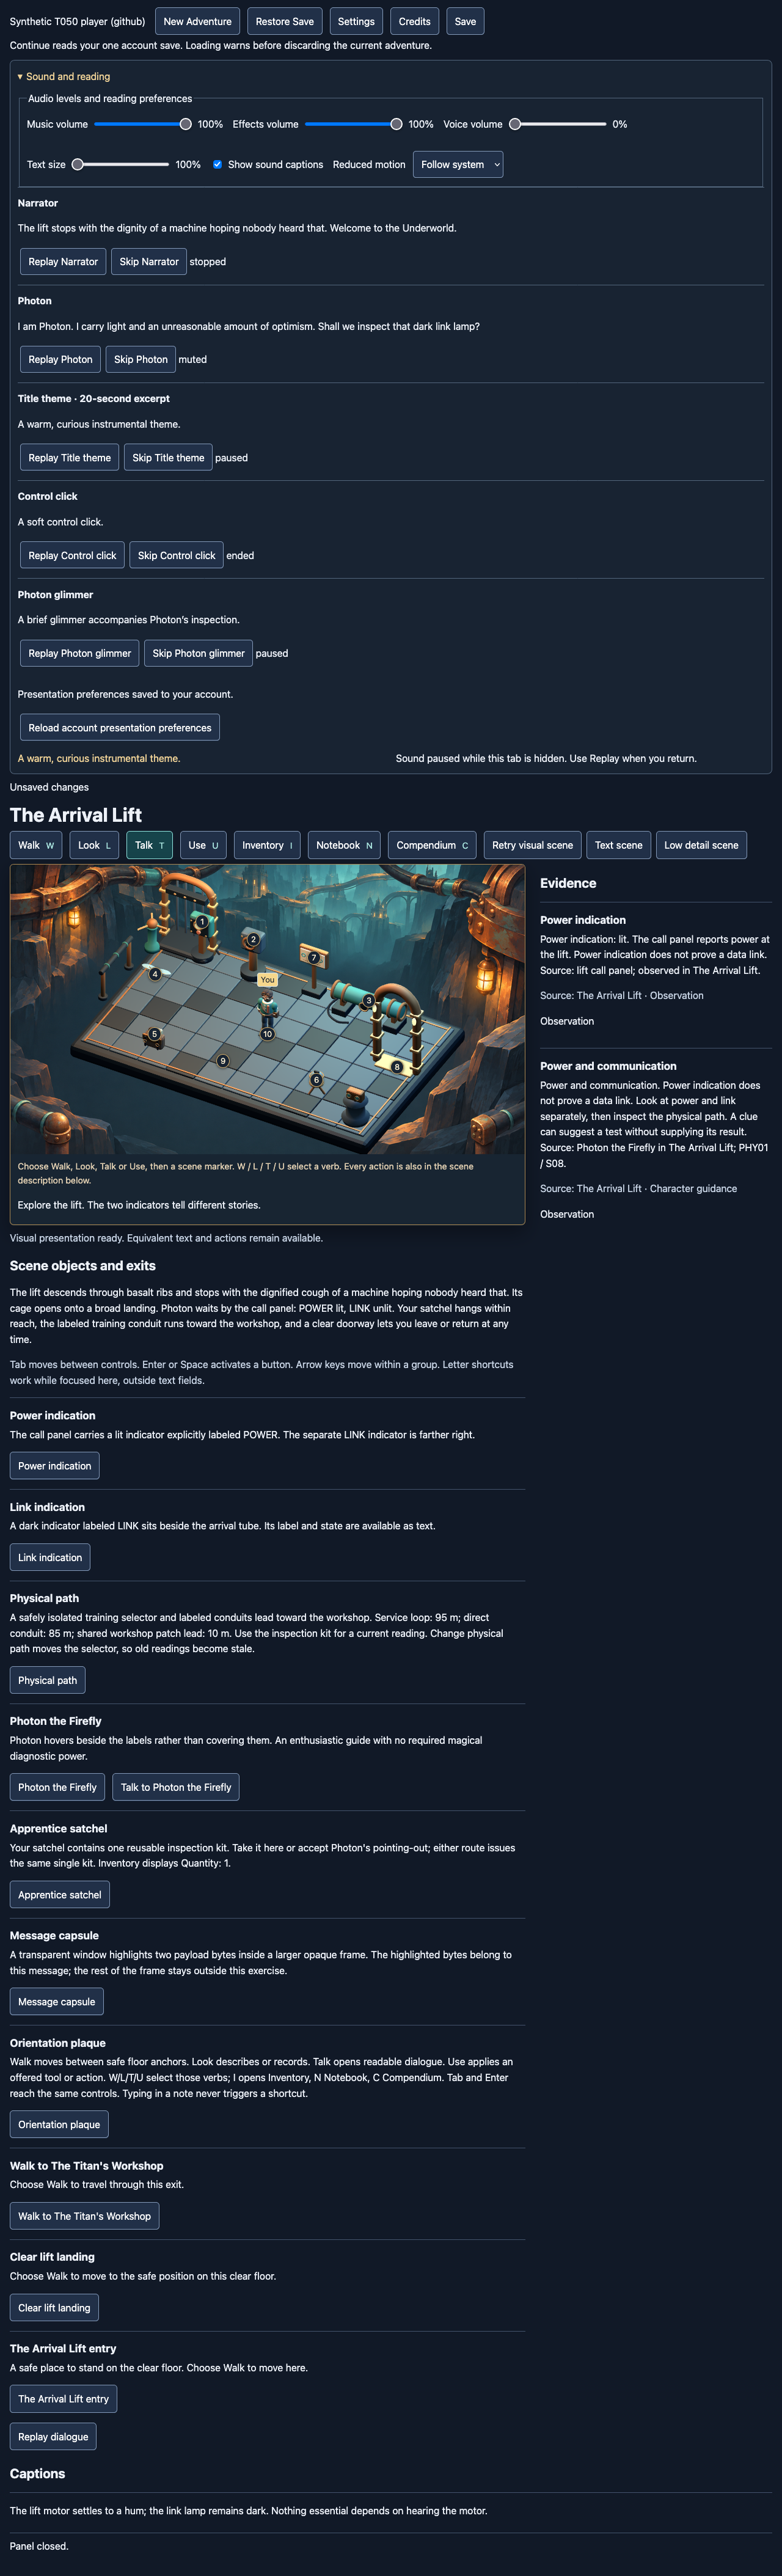 Synthetic T050 player (github) New Adventure Restore Save Settings Credits Save
Continue reads your one account save. Loading warns before discarding the current adventure.
▾ Sound and reading
Audio levels and reading preferences
Music volume 100% Effects volume 100% Voice volume 0%
Text size 100% Show sound captions Reduced motion Follow system
Narrator
The lift stops with the dignity of a machine hoping nobody heard that. Welcome to the Underworld.
Replay Narrator Skip Narrator stopped
Photon
I am Photon. I carry light and an unreasonable amount of optimism. Shall we inspect that dark link lamp?
Replay Photon Skip Photon muted
Title theme · 20-second excerpt
A warm, curious instrumental theme.
Replay Title theme Skip Title theme paused
Control click
A soft control click.
Replay Control click Skip Control click ended
Photon glimmer
A brief glimmer accompanies Photon's inspection.
Replay Photon glimmer Skip Photon glimmer paused
Presentation preferences saved to your account.
Reload account presentation preferences
A warm, curious instrumental theme. Sound paused while this tab is hidden. Use Replay when you return.
Unsaved changes
The Arrival Lift
Walk W Look L Talk T Use U Inventory I Notebook N Compendium C Retry visual scene Text scene Low detail scene
1
2
7
4
You
3
5
10
9
8
6
Choose Walk, Look, Talk or Use, then a scene marker. W / L / T / U select a verb. Every action is also in the scene
description below.
Explore the lift. The two indicators tell different stories.
Visual presentation ready. Equivalent text and actions remain available.
Evidence
Power indication
Power indication: lit. The call panel reports power at
the lift. Power indication does not prove a data link.
Source: lift call panel; observed in The Arrival Lift.
Source: The Arrival Lift · Observation
Observation
Power and communication
Power and communication. Power indication does
not prove a data link. Look at power and link
separately, then inspect the physical path. A clue
can suggest a test without supplying its result.
Source: Photon the Firefly in The Arrival Lift; PHY01
/ S08.
Source: The Arrival Lift · Character guidance
Observation
Scene objects and exits
The lift descends through basalt ribs and stops with the dignified cough of a machine hoping nobody heard that. Its
cage opens onto a broad landing. Photon waits by the call panel: POWER lit, LINK unlit. Your satchel hangs within
reach, the labeled training conduit runs toward the workshop, and a clear doorway lets you leave or return at any
time.
Tab moves between controls. Enter or Space activates a button. Arrow keys move within a group. Letter shortcuts
work while focused here, outside text fields.
Power indication
The call panel carries a lit indicator explicitly labeled POWER. The separate LINK indicator is farther right.
Power indication
Link indication
A dark indicator labeled LINK sits beside the arrival tube. Its label and state are available as text.
Link indication
Physical path
A safely isolated training selector and labeled conduits lead toward the workshop. Service loop: 95 m; direct
conduit: 85 m; shared workshop patch lead: 10 m. Use the inspection kit for a current reading. Change physical
path moves the selector, so old readings become stale.
Physical path
Photon the Firefly
Photon hovers beside the labels rather than covering them. An enthusiastic guide with no required magical
diagnostic power.
Photon the Firefly Talk to Photon the Firefly
Apprentice satchel
Your satchel contains one reusable inspection kit. Take it here or accept Photon's pointing-out; either route issues
the same single kit. Inventory displays Quantity: 1.
Apprentice satchel
Message capsule
A transparent window highlights two payload bytes inside a larger opaque frame. The highlighted bytes belong to
this message; the rest of the frame stays outside this exercise.
Message capsule
Orientation plaque
Walk moves between safe floor anchors. Look describes or records. Talk opens readable dialogue. Use applies an
offered tool or action. W/L/T/U select those verbs; I opens Inventory, N Notebook, C Compendium. Tab and Enter
reach the same controls. Typing in a note never triggers a shortcut.
Orientation plaque
Walk to The Titan's Workshop
Choose Walk to travel through this exit.
Walk to The Titan's Workshop
Clear lift landing
Choose Walk to move to the safe position on this clear floor.
Clear lift landing
The Arrival Lift entry
A safe place to stand on the clear floor. Choose Walk to move here.
The Arrival Lift entry
Replay dialogue
Captions
The lift motor settles to a hum; the link lamp remains dark. Nothing essential depends on hearing the motor.
Panel closed.